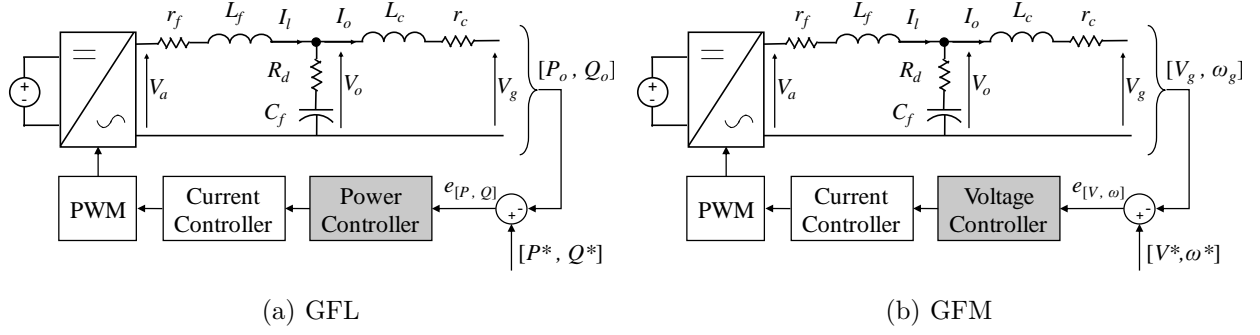 r_f L_f I_l I_o L_c r_c
V_a R_d C_f V_o V_g
[P_o, Q_o]
PWM
Current
Controller
Power
Controller
e_[P, Q]
+ -
[P*, Q*]
(a) GFL
r_f L_f I_l I_o L_c r_c
V_a R_d C_f V_o V_g
[V_g, ω_g]
PWM
Current
Controller
Voltage
Controller
e_[V, ω]
+ -
[V*,ω*]
(b) GFM